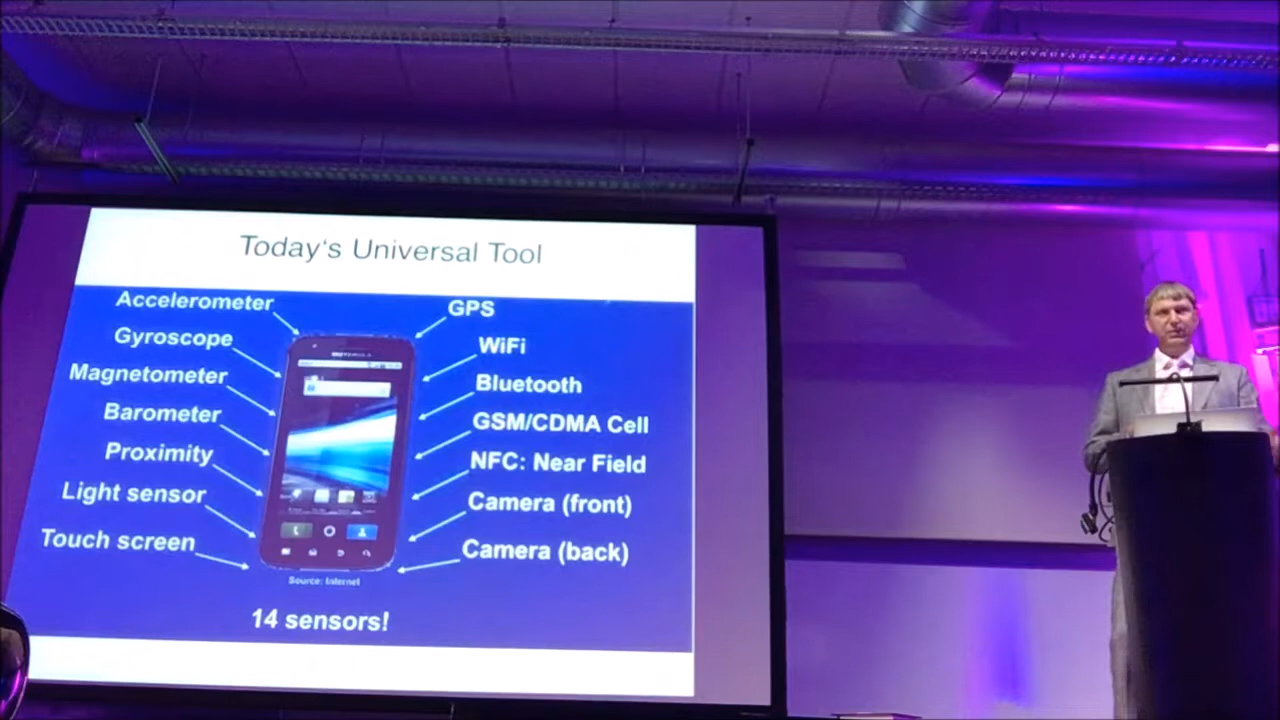 Today's Universal Tool
Accelerometer
Gyroscope
Magnetometer
Barometer
Proximity
Light sensor
Touch screen
GPS
WiFi
Bluetooth
GSM/CDMA Cell
NFC: Near Field
Camera (front)
Camera (back)
MOTOROLA
Source: Internet
14 sensors!